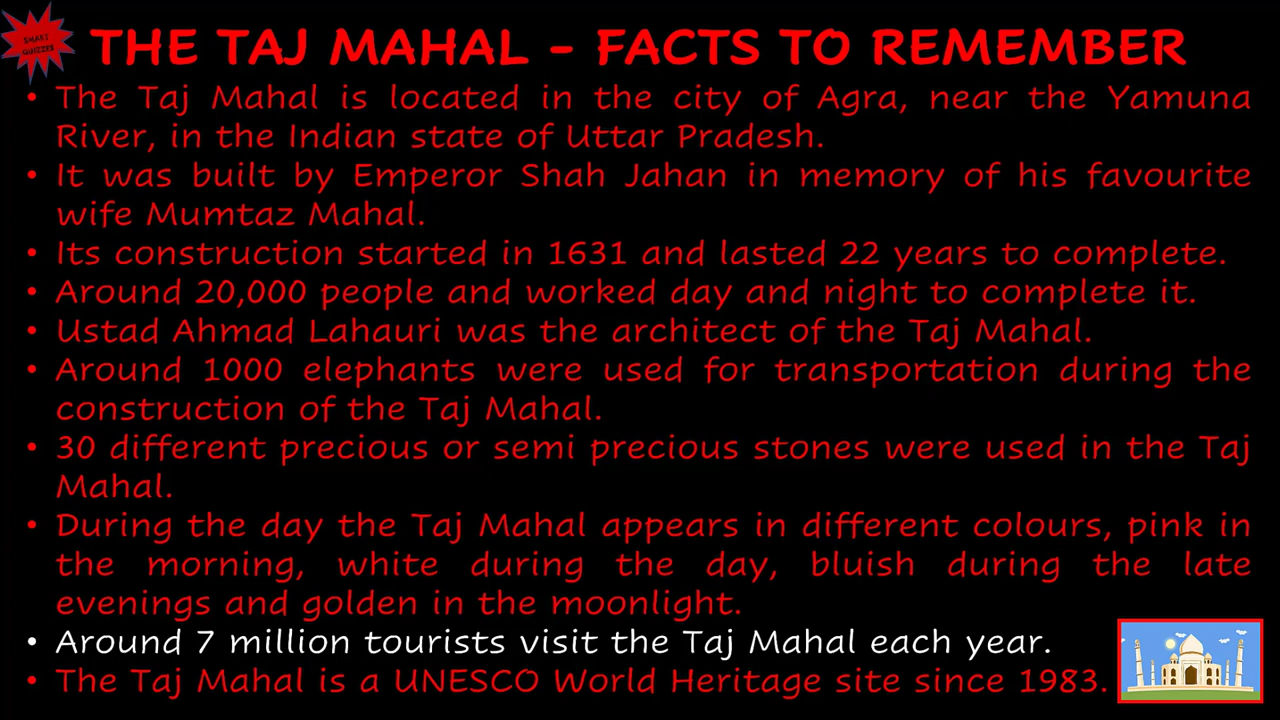 SMART
QUIZZES
THE TAJ MAHAL - FACTS TO REMEMBER
• The Taj Mahal is located in the city of Agra, near the Yamuna
River, in the Indian state of Uttar Pradesh.
• It was built by Emperor Shah Jahan in memory of his favourite
wife Mumtaz Mahal.
• Its construction started in 1631 and lasted 22 years to complete.
• Around 20,000 people and worked day and night to complete it.
• Ustad Ahmad Lahauri was the architect of the Taj Mahal.
• Around 1000 elephants were used for transportation during the
construction of the Taj Mahal.
• 30 different precious or semi precious stones were used in the Taj
Mahal.
• During the day the Taj Mahal appears in different colours, pink in
the morning, white during the day, bluish during the late
evenings and golden in the moonlight.
• Around 7 million tourists visit the Taj Mahal each year.
• The Taj Mahal is a UNESCO World Heritage site since 1983.